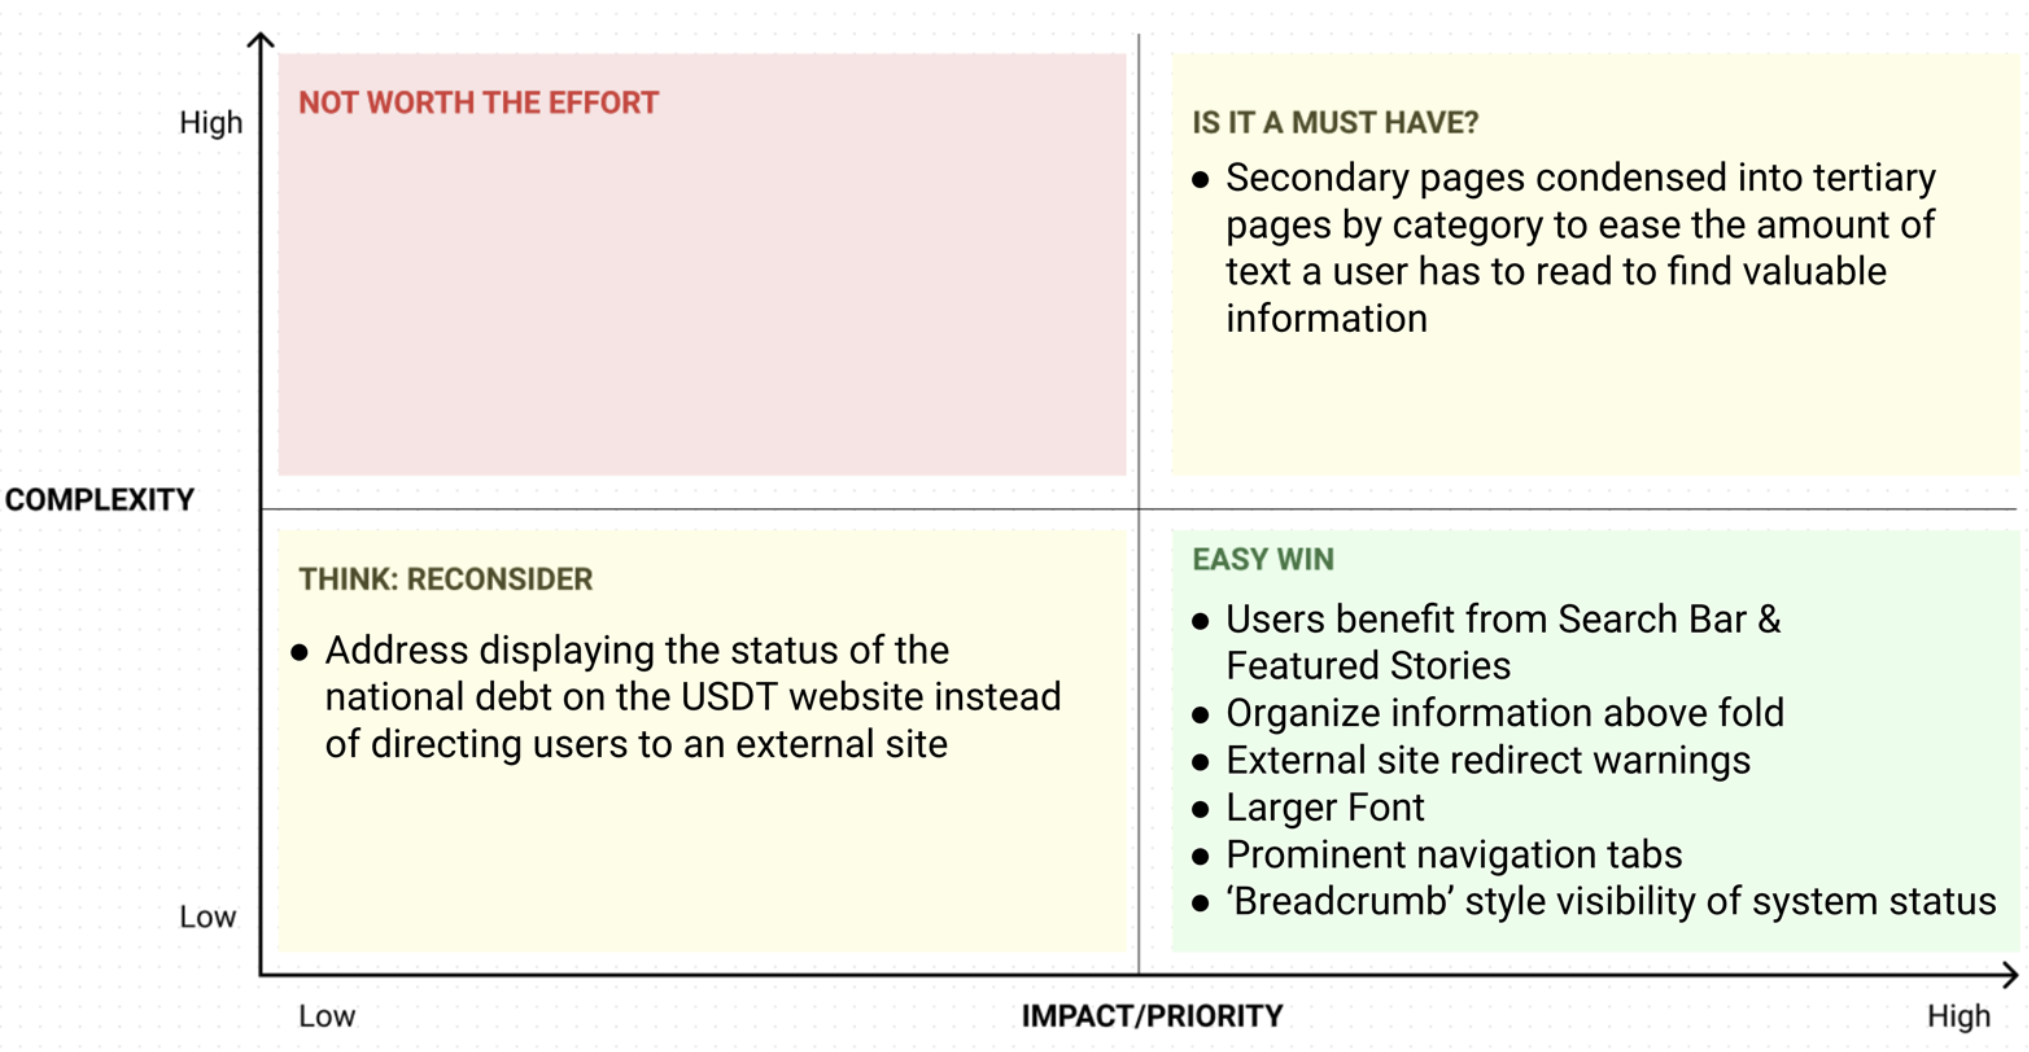 High
NOT WORTH THE EFFORT
IS IT A MUST HAVE?
● Secondary pages condensed into tertiary
pages by category to ease the amount of
text a user has to read to find valuable
information
COMPLEXITY
THINK: RECONSIDER
● Address displaying the status of the
national debt on the USDT website instead
of directing users to an external site
EASY WIN
● Users benefit from Search Bar &
Featured Stories
● Organize information above fold
● External site redirect warnings
● Larger Font
● Prominent navigation tabs
● ‘Breadcrumb’ style visibility of system status
Low
Low
IMPACT/PRIORITY
High